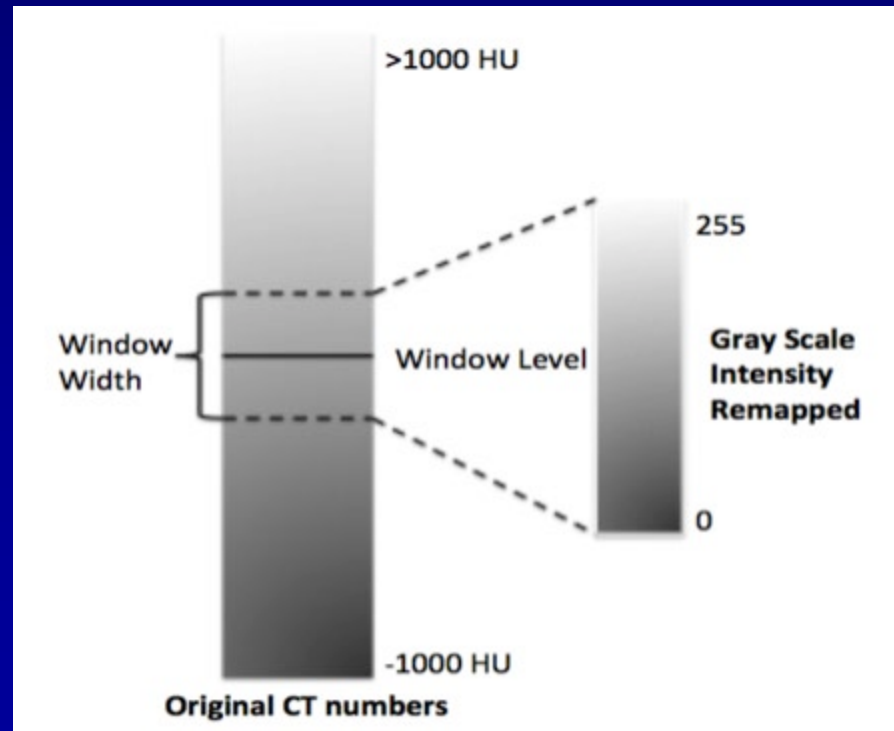 >1000 HU
255
Window
Width
Window Level
Gray Scale
Intensity
Remapped
0
-1000 HU
Original CT numbers